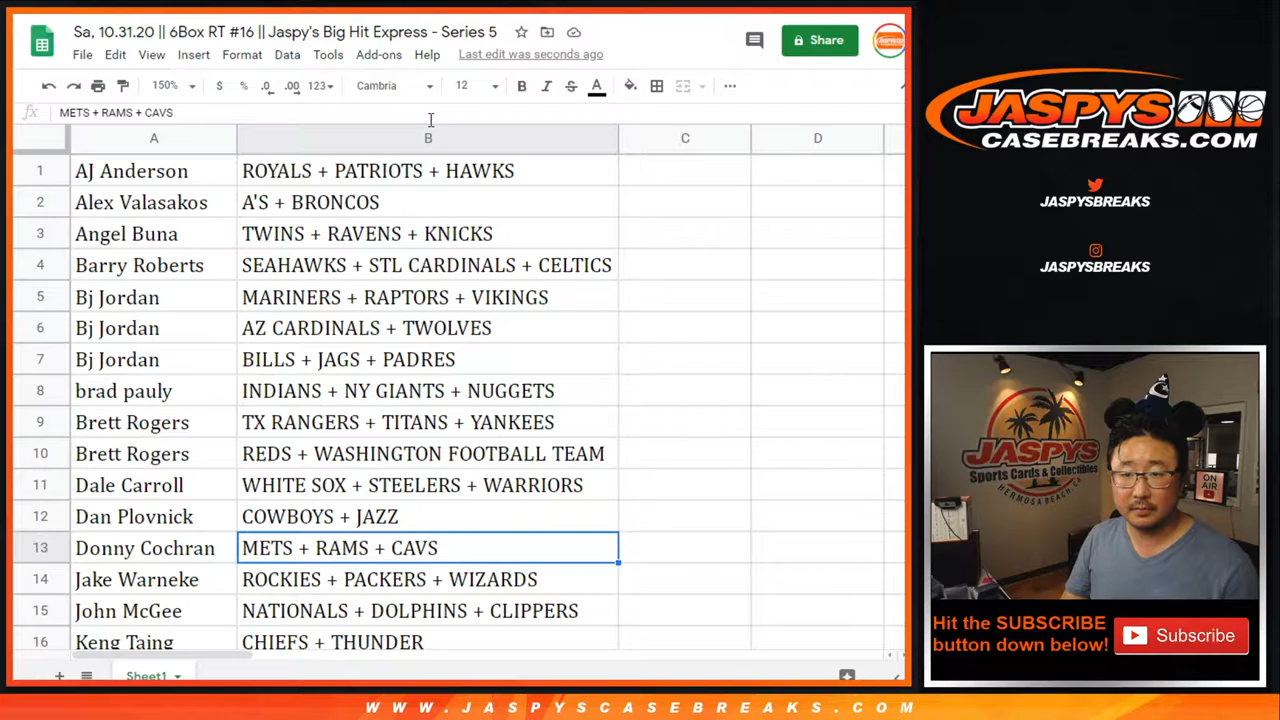 Sa, 10.31.20 || 6Box RT #16 || Jaspy's Big Hit Express - Series 5
Share
File Edit View Insert Format Data Tools Add-ons Help Last edit was seconds ago
150% $ % .0 .00 123 Cambria 12 B I S A
fx METS + RAMS + CAVS
A B C D
1 AJ Anderson ROYALS + PATRIOTS + HAWKS
2 Alex Valasakos A'S + BRONCOS
3 Angel Buna TWINS + RAVENS + KNICKS
4 Barry Roberts SEAHAWKS + STL CARDINALS + CELTICS
5 Bj Jordan MARINERS + RAPTORS + VIKINGS
6 Bj Jordan AZ CARDINALS + TWOLVES
7 Bj Jordan BILLS + JAGS + PADRES
8 brad pauly INDIANS + NY GIANTS + NUGGETS
9 Brett Rogers TX RANGERS + TITANS + YANKEES
10 Brett Rogers REDS + WASHINGTON FOOTBALL TEAM
11 Dale Carroll WHITE SOX + STEELERS + WARRIORS
12 Dan Plovnick COWBOYS + JAZZ
13 Donny Cochran METS + RAMS + CAVS
14 Jake Warneke ROCKIES + PACKERS + WIZARDS
15 John McGee NATIONALS + DOLPHINS + CLIPPERS
16 Keng Taing CHIEFS + THUNDER
Sheet1
JASPYS
CASEBREAKS.COM
JASPYSBREAKS
JASPYSBREAKS
JASPYS
Sports Cards & Collectibles
HERMOSA BEACH, CA
ON AIR
Hit the SUBSCRIBE
button down below!
Subscribe
WWW.JASPYSCASEBREAKS.COM